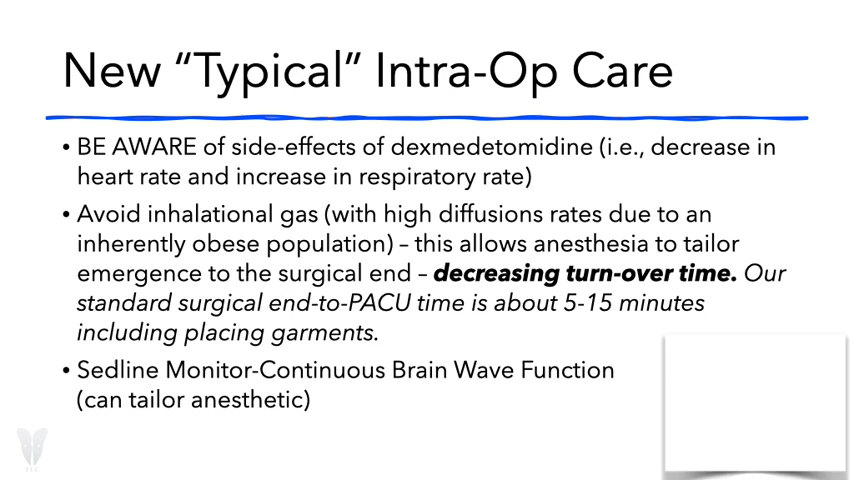 New “Typical” Intra-Op Care
• BE AWARE of side-effects of dexmedetomidine (i.e., decrease in
heart rate and increase in respiratory rate)
• Avoid inhalational gas (with high diffusions rates due to an
inherently obese population) – this allows anesthesia to tailor
emergence to the surgical end – decreasing turn-over time. Our
standard surgical end-to-PACU time is about 5-15 minutes
including placing garments.
• Sedline Monitor-Continuous Brain Wave Function
(can tailor anesthetic)
TLC